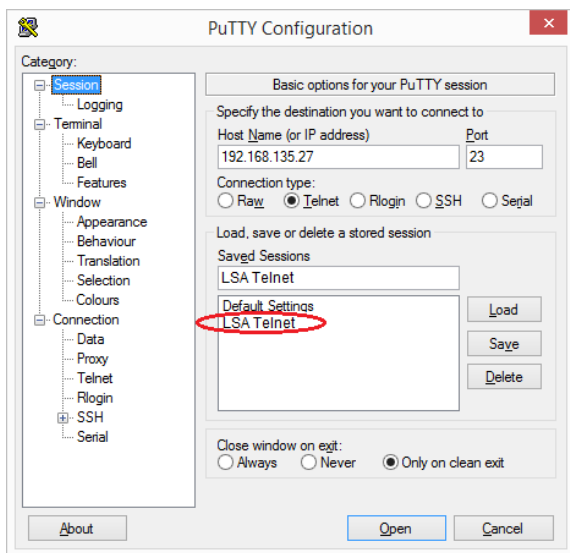 PuTTY Configuration
Category:
Session
Logging
Terminal
Keyboard
Bell
Features
Window
Appearance
Behaviour
Translation
Selection
Colours
Connection
Data
Proxy
Telnet
Rlogin
SSH
Serial
Basic options for your PuTTY session
Specify the destination you want to connect to
Host Name (or IP address) Port
192.168.135.27 23
Connection type:
Raw Telnet Rlogin SSH Serial
Load, save or delete a stored session
Saved Sessions
LSA Telnet
Default Settings
LSA Telnet
Load
Save
Delete
Close window on exit:
Always Never Only on clean exit
About Open Cancel